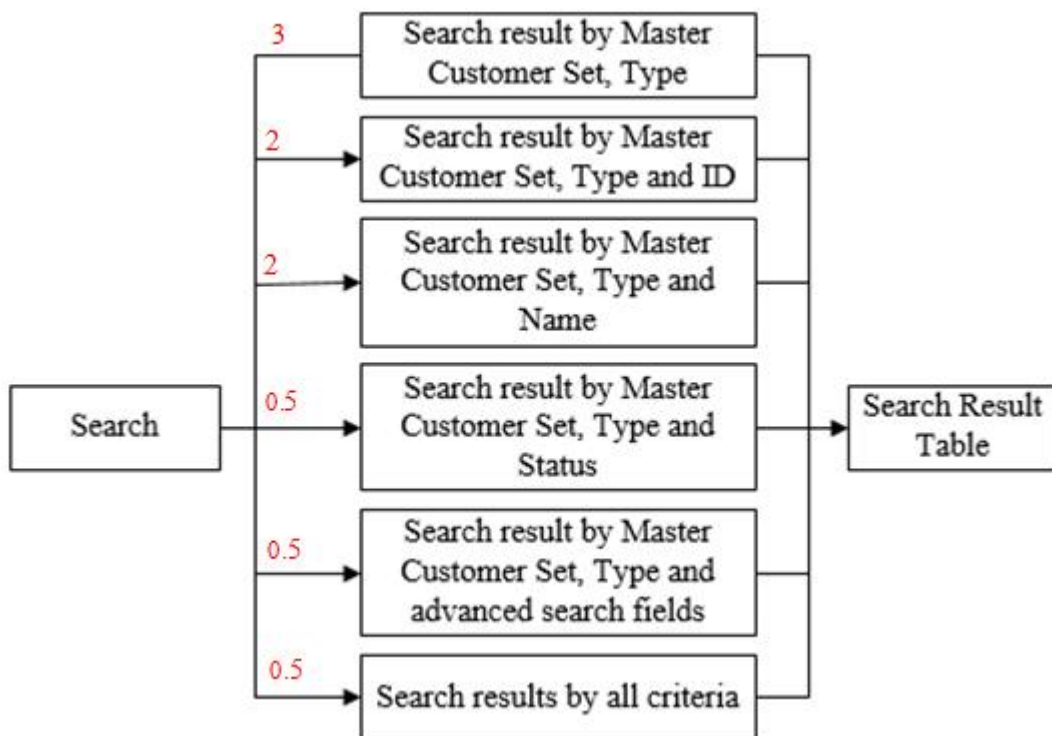 3
Search result by Master
Customer Set, Type
2
Search result by Master
Customer Set, Type and ID
2
Search result by Master
Customer Set, Type and
Name
Search
0.5
Search result by Master
Customer Set, Type and
Status
Search Result
Table
0.5
Search result by Master
Customer Set, Type and
advanced search fields
0.5
Search results by all criteria